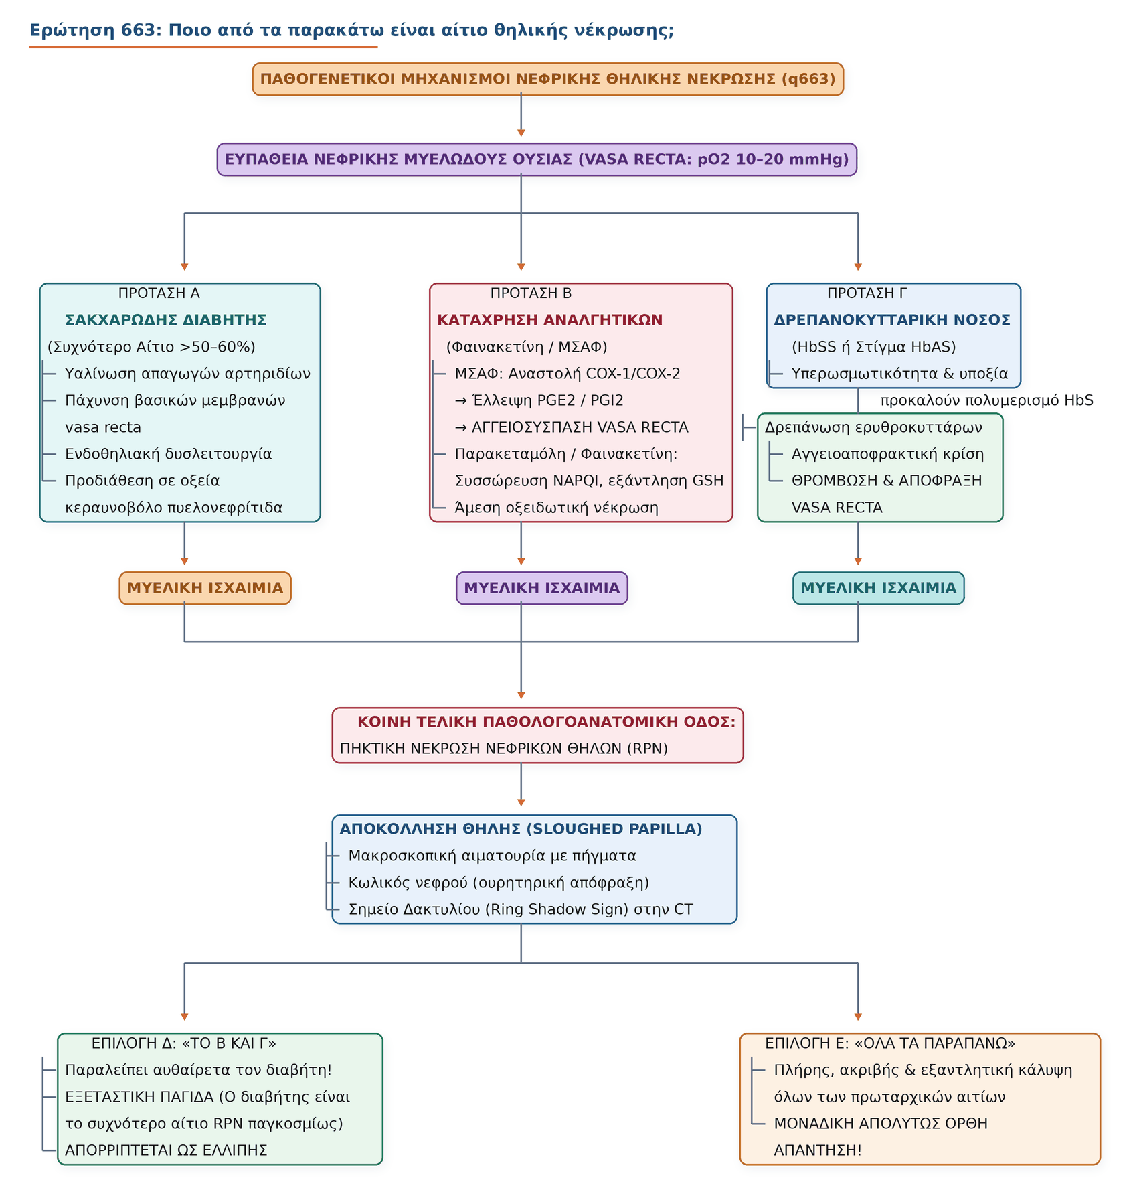 Ερώτηση 663: Ποιο από τα παρακάτω είναι αίτιο θηλικής νέκρωσης;
ΠΑΘΟΓΕΝΕΤΙΚΟΙ ΜΗΧΑΝΙΣΜΟΙ ΝΕΦΡΙΚΗΣ ΘΗΛΙΚΗΣ ΝΕΚΡΩΣΗΣ (q663)
ΕΥΠΑΘΕΙΑ ΝΕΦΡΙΚΗΣ ΜΥΕΛΩΔΟΥΣ ΟΥΣΙΑΣ (VASA RECTA: pO2 10–20 mmHg)
ΠΡΟΤΑΣΗ Α
ΣΑΚΧΑΡΩΔΗΣ ΔΙΑΒΗΤΗΣ
(Συχνότερο Αίτιο >50–60%)
Υαλίνωση απαγωγών αρτηριδίων
Πάχυνση βασικών μεμβρανών
vasa recta
Ενδοθηλιακή δυσλειτουργία
Προδιάθεση σε οξεία
κεραυνοβόλο πυελονεφρίτιδα
ΠΡΟΤΑΣΗ Β
ΚΑΤΑΧΡΗΣΗ ΑΝΑΛΓΗΤΙΚΩΝ
(Φαινακετίνη / ΜΣΑΦ)
ΜΣΑΦ: Αναστολή COX-1/COX-2
→ Έλλειψη PGE2 / PGI2
→ ΑΓΓΕΙΟΣΥΣΠΑΣΗ VASA RECTA
Παρακεταμόλη / Φαινακετίνη:
Συσσώρευση NAPQI, εξάντληση GSH
Άμεση οξειδωτική νέκρωση
ΠΡΟΤΑΣΗ Γ
ΔΡΕΠΑΝΟΚΥΤΤΑΡΙΚΗ ΝΟΣΟΣ
(HbSS ή Στίγμα HbAS)
Υπερωσμωτικότητα & υποξία
προκαλούν πολυμερισμό HbS
Δρεπάνωση ερυθροκυττάρων
Αγγειοαποφρακτική κρίση
ΘΡΟΜΒΩΣΗ & ΑΠΟΦΡΑΞΗ
VASA RECTA
ΜΥΕΛΙΚΗ ΙΣΧΑΙΜΙΑ
ΜΥΕΛΙΚΗ ΙΣΧΑΙΜΙΑ
ΜΥΕΛΙΚΗ ΙΣΧΑΙΜΙΑ
ΚΟΙΝΗ ΤΕΛΙΚΗ ΠΑΘΟΛΟΓΟΑΝΑΤΟΜΙΚΗ ΟΔΟΣ:
ΠΗΚΤΙΚΗ ΝΕΚΡΩΣΗ ΝΕΦΡΙΚΩΝ ΘΗΛΩΝ (RPN)
ΑΠΟΚΟΛΛΗΣΗ ΘΗΛΗΣ (SLOUGHED PAPILLA)
Μακροσκοπική αιματουρία με πήγματα
Κωλικός νεφρού (ουρητηρική απόφραξη)
Σημείο Δακτυλίου (Ring Shadow Sign) στην CT
ΕΠΙΛΟΓΗ Δ: «ΤΟ Β ΚΑΙ Γ»
Παραλείπει αυθαίρετα τον διαβήτη!
ΕΞΕΤΑΣΤΙΚΗ ΠΑΓΙΔΑ (Ο διαβήτης είναι
το συχνότερο αίτιο RPN παγκοσμίως)
ΑΠΟΡΡΙΠΤΕΤΑΙ ΩΣ ΕΛΛΙΠΗΣ
ΕΠΙΛΟΓΗ Ε: «ΟΛΑ ΤΑ ΠΑΡΑΠΑΝΩ»
Πλήρης, ακριβής & εξαντλητική κάλυψη
όλων των πρωταρχικών αιτίων
ΜΟΝΑΔΙΚΗ ΑΠΟΛΥΤΩΣ ΟΡΘΗ
ΑΠΑΝΤΗΣΗ!